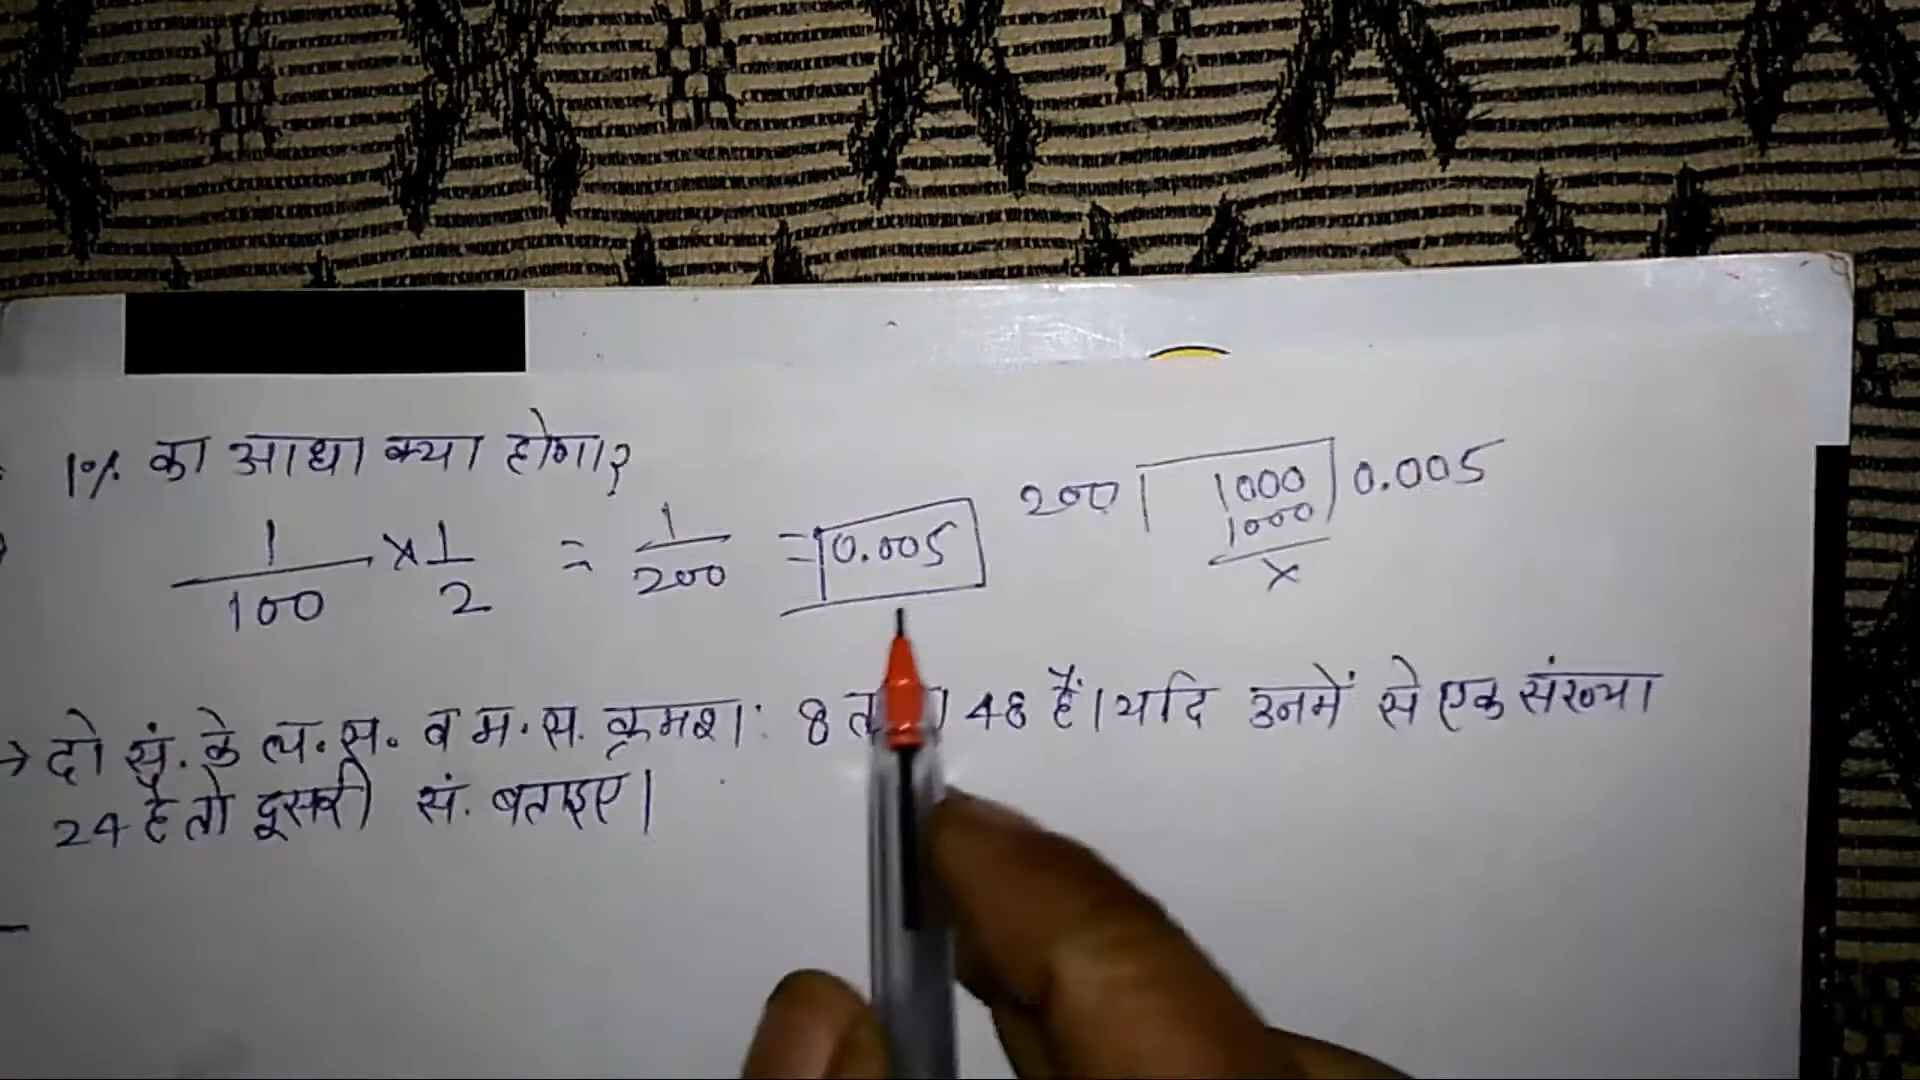 1% का आधा क्या होगा?
1/100 × 1/2 = 1/200 = 0.005
200 1000 0.005
1000
×
→ दो सं. के ल.स. व म.स. क्रमश: 8 48 हैं। यदि उनमें से एक संख्या
24 है तो दूसरी सं. बताइए।